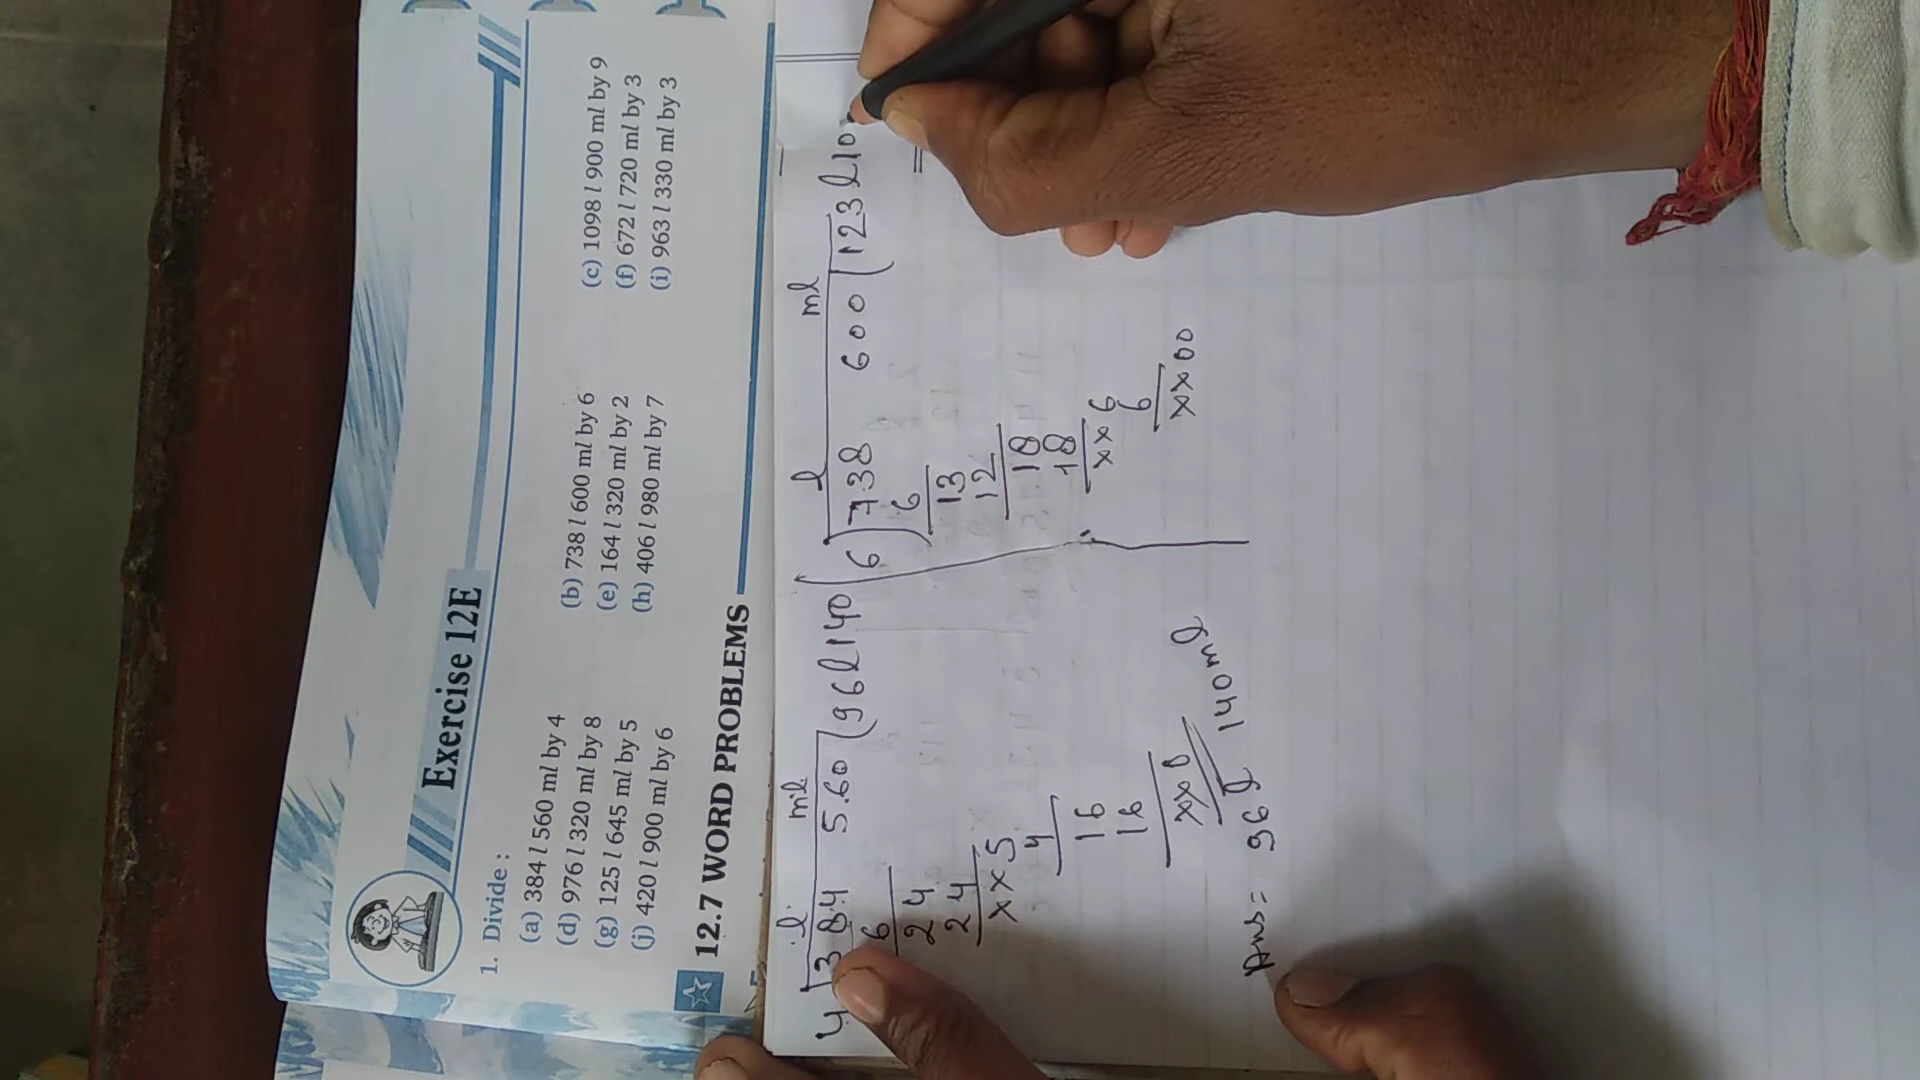 Exercise 12E
1. Divide :
(a) 384 l 560 ml by 4 (b) 738 l 600 ml by 6 (c) 1098 l 900 ml by 9
(d) 976 l 320 ml by 8 (e) 164 l 320 ml by 2 (f) 672 l 720 ml by 3
(g) 125 l 645 ml by 5 (h) 406 l 980 ml by 7 (i) 963 l 330 ml by 3
(j) 420 l 900 ml by 6
12.7 WORD PROBLEMS
l ml
4 384 5.60 (96 l 140
6
24
24
xx5
4
16
16
xx0
Ans = 96 l 140 ml
l ml
6) 738 600 (123 l 10
6
13
12
18
18
xx6
6
xx00